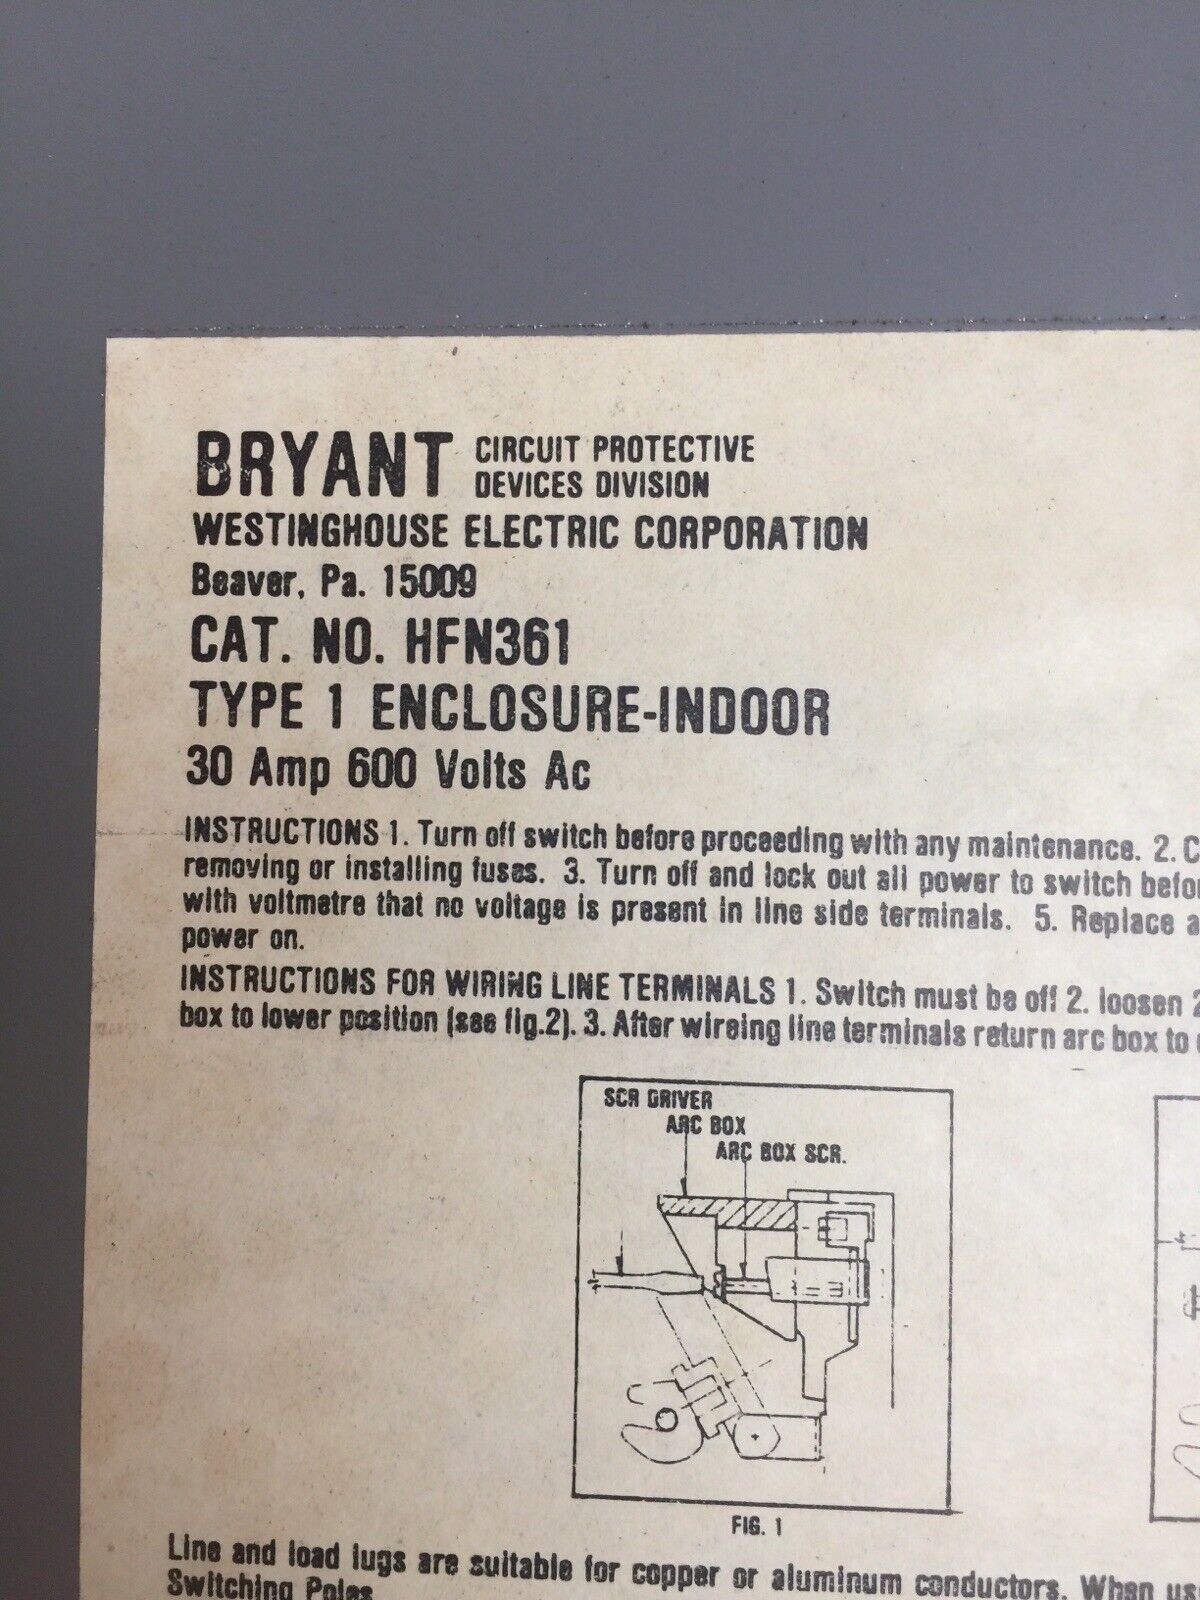 BRYANT CIRCUIT PROTECTIVE
DEVICES DIVISION
WESTINGHOUSE ELECTRIC CORPORATION
Beaver, Pa. 15009
CAT. NO. HFN361
TYPE 1 ENCLOSURE-INDOOR
30 Amp 600 Volts Ac
INSTRUCTIONS 1. Turn off switch before proceeding with any maintenance. 2. C
removing or installing fuses. 3. Turn off and lock out all power to switch befor
with voltmetre that no voltage is present in line side terminals. 5. Replace a
power on.
INSTRUCTIONS FOR WIRING LINE TERMINALS 1. Switch must be off 2. loosen 2
box to lower position (see fig.2). 3. After wireing line terminals return arc box to
SCR DRIVER
ARC BOX
ARC BOX SCR.
FIG. 1
Line and load lugs are suitable for copper or aluminum conductors. When use
Switching Poles